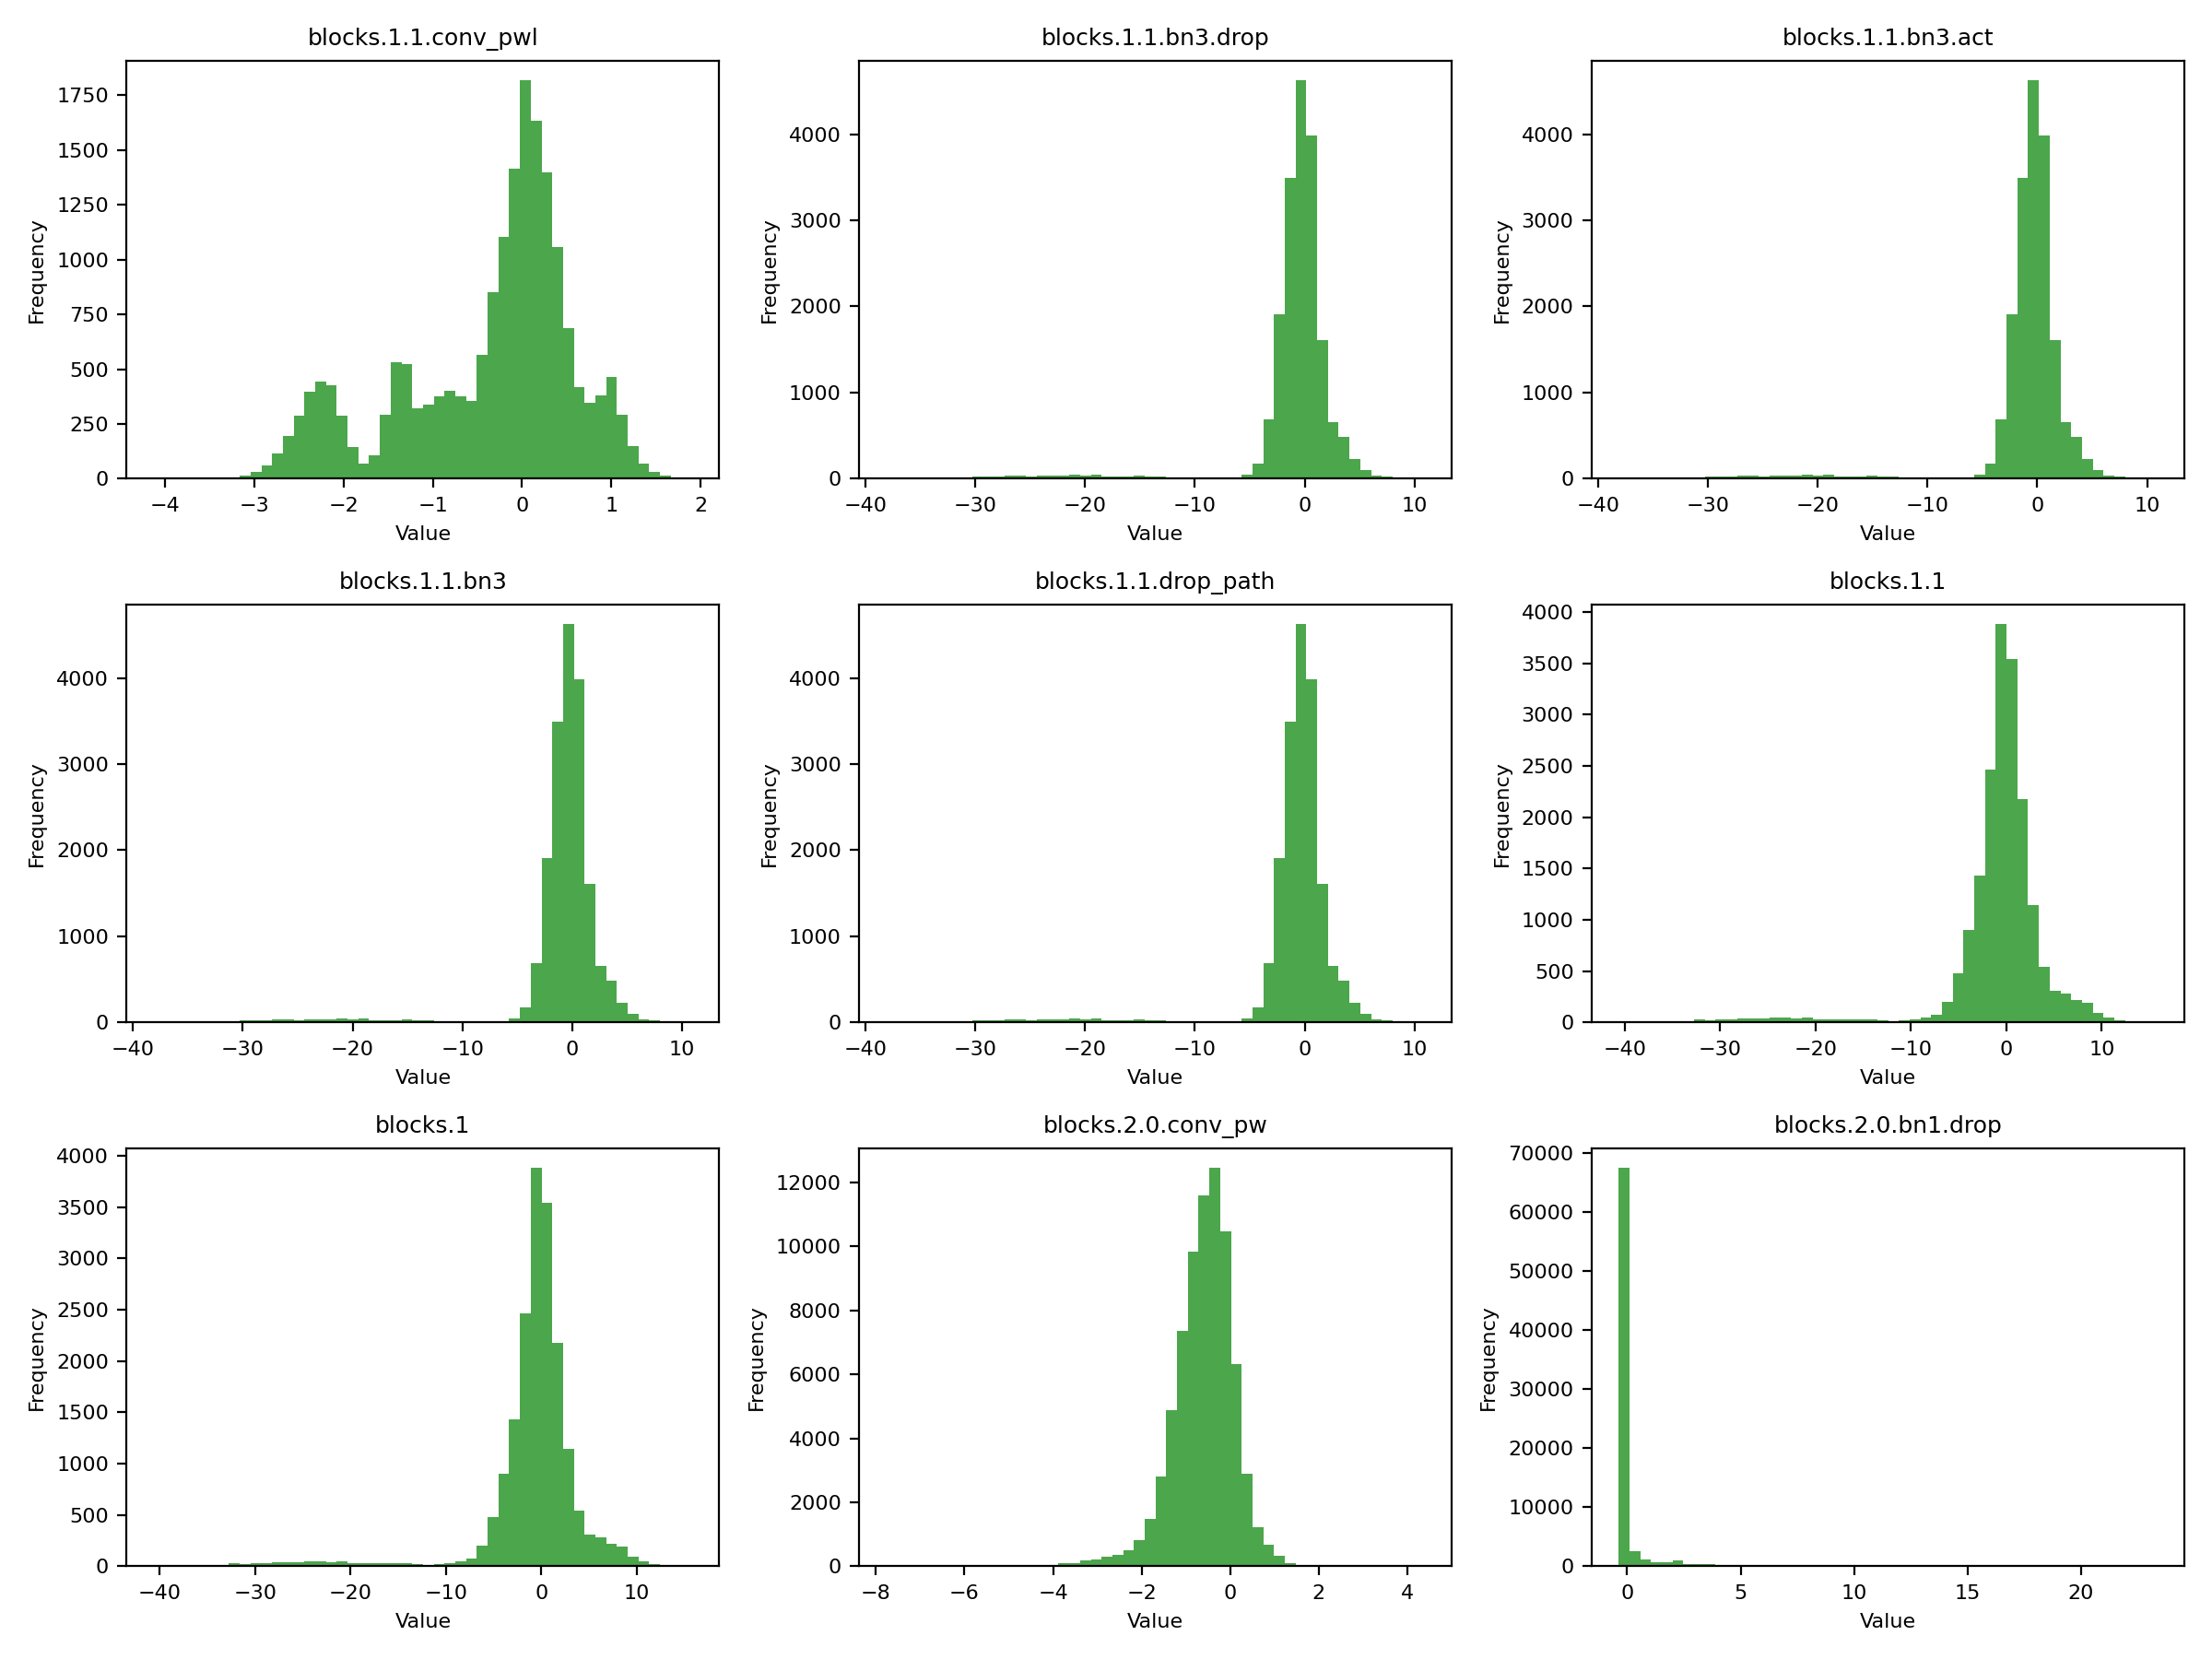 blocks.1.1.conv_pwl
Frequency
1750
1500
1250
1000
750
500
250
0
−4 −3 −2 −1 0 1 2
Value
blocks.1.1.bn3.drop
Frequency
4000
3000
2000
1000
0
−40 −30 −20 −10 0 10
Value
blocks.1.1.bn3.act
Frequency
4000
3000
2000
1000
0
−40 −30 −20 −10 0 10
Value
blocks.1.1.bn3
Frequency
4000
3000
2000
1000
0
−40 −30 −20 −10 0 10
Value
blocks.1.1.drop_path
Frequency
4000
3000
2000
1000
0
−40 −30 −20 −10 0 10
Value
blocks.1.1
Frequency
4000
3500
3000
2500
2000
1500
1000
500
0
−40 −30 −20 −10 0 10
Value
blocks.1
Frequency
4000
3500
3000
2500
2000
1500
1000
500
0
−40 −30 −20 −10 0 10
Value
blocks.2.0.conv_pw
Frequency
12000
10000
8000
6000
4000
2000
0
−8 −6 −4 −2 0 2 4
Value
blocks.2.0.bn1.drop
Frequency
70000
60000
50000
40000
30000
20000
10000
0
0 5 10 15 20
Value